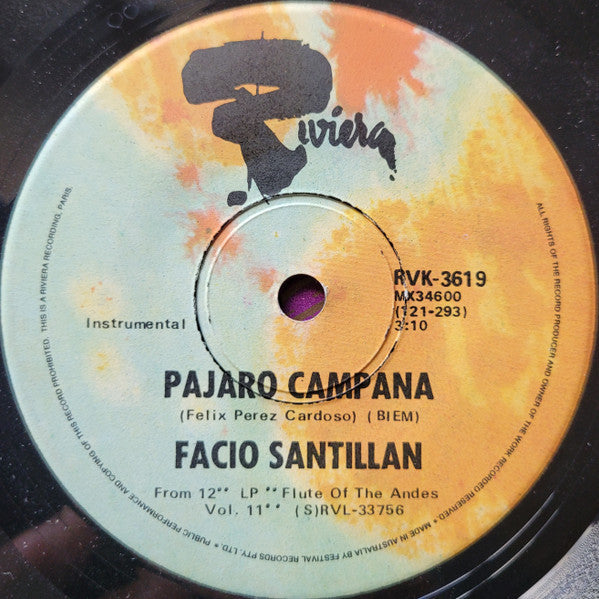 Riviera
RVK-3619
MX34600
(121-293)
3:10
Instrumental
PAJARO CAMPANA
(Felix Perez Cardoso) (BIEM)
FACIO SANTILLAN
From 12" LP "Flute Of The Andes
Vol. 11" (S)RVL-33756
ALL RIGHTS OF THE RECORD PRODUCER AND OWNER OF THE WORK REPRODUCED RESERVED • MADE IN AUSTRALIA BY FESTIVAL RECORDS PTY. LTD. • PUBLIC PERFORMANCE AND COPYING OF THIS RECORD PROHIBITED. THIS IS A RIVIERA RECORDING, PARIS.